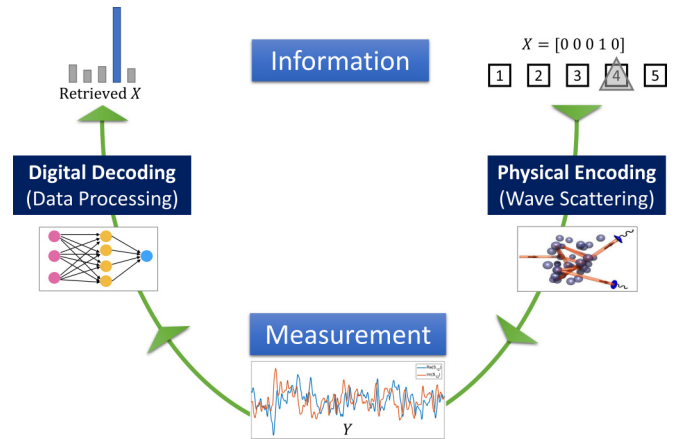 Information
X = [0 0 0 1 0]
1 2 3 4 5
Retrieved X
Digital Decoding
(Data Processing)
Physical Encoding
(Wave Scattering)
Measurement
Y